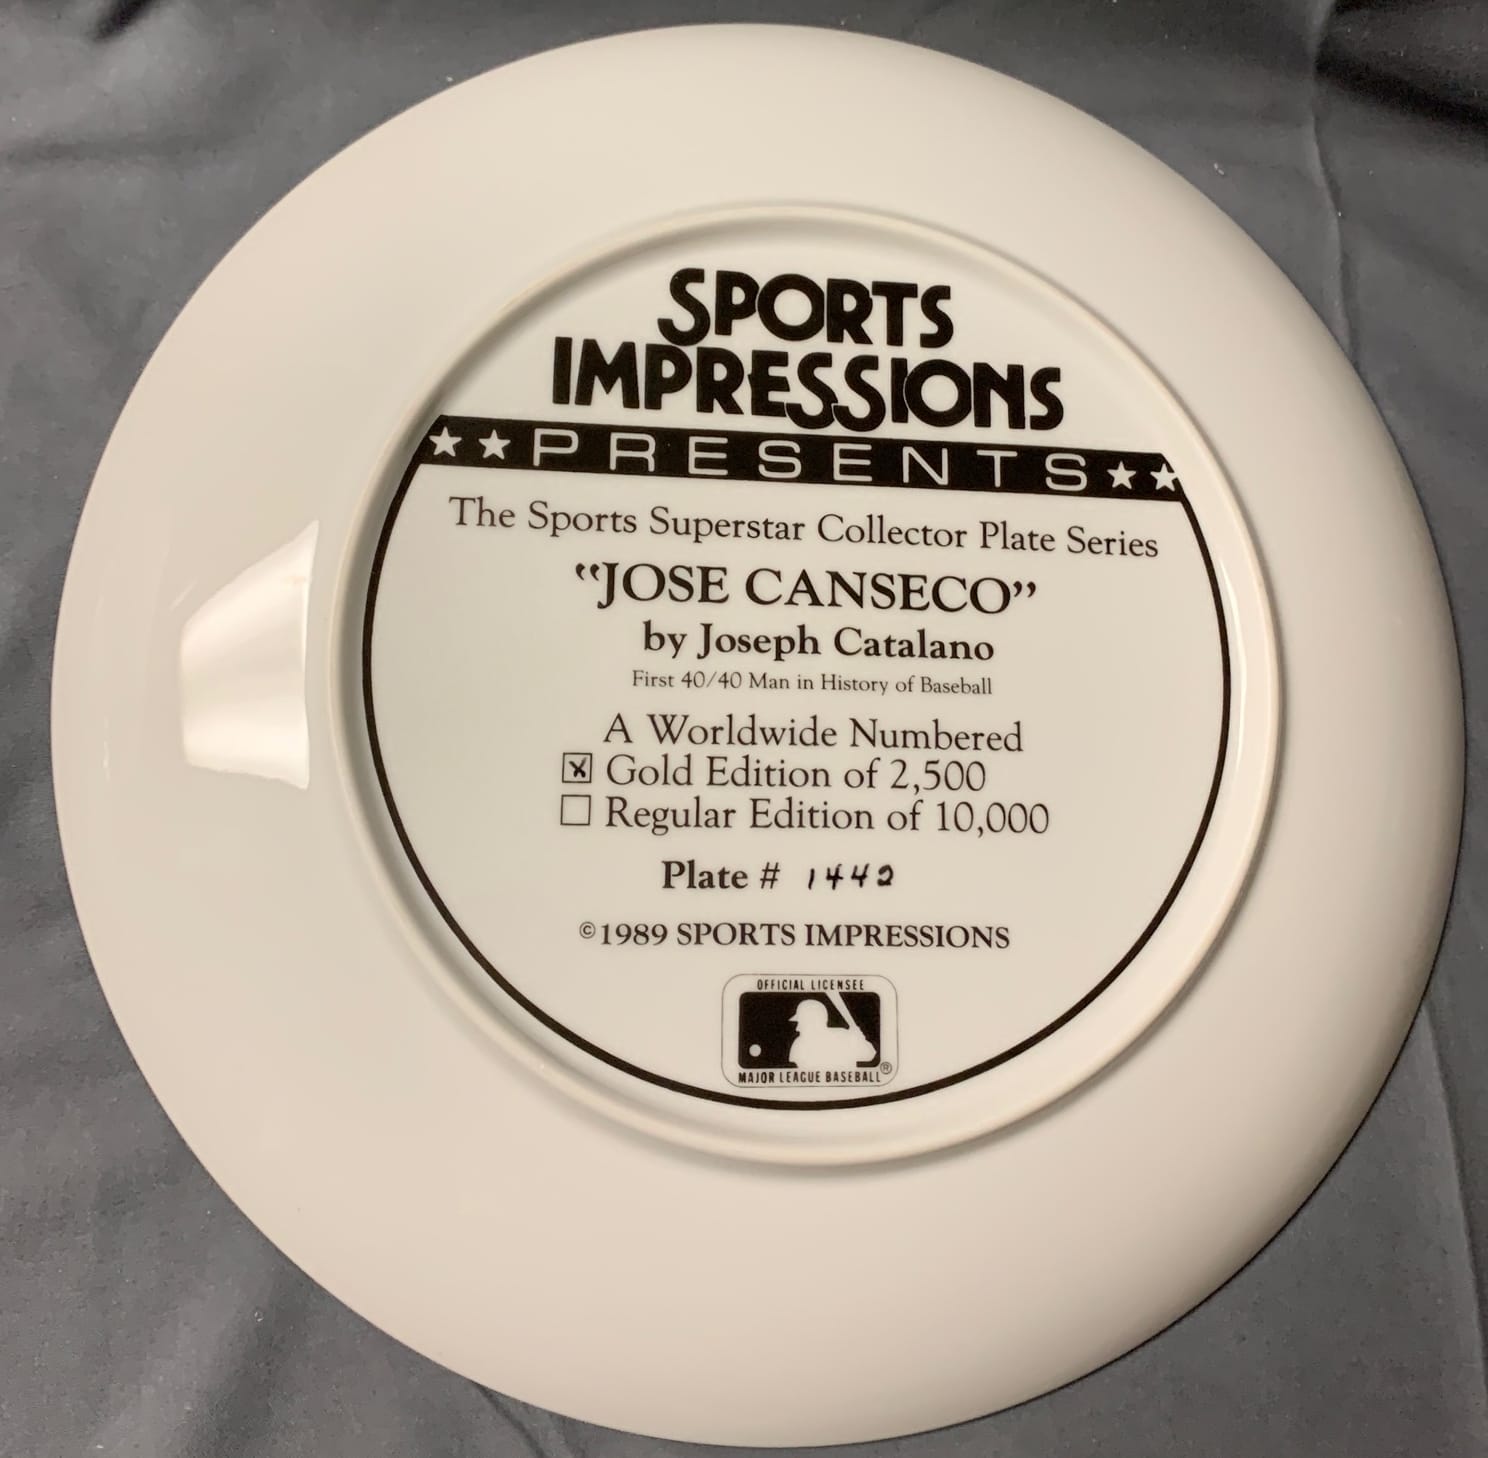 SPORTS
IMPRESSIONS
★ ★ PRESENTS ★ ★
The Sports Superstar Collector Plate Series
“JOSE CANSECO”
by Joseph Catalano
First 40/40 Man in History of Baseball
A Worldwide Numbered
☒ Gold Edition of 2,500
☐ Regular Edition of 10,000
Plate # 1442
©1989 SPORTS IMPRESSIONS
OFFICIAL LICENSEE
MAJOR LEAGUE BASEBALL®